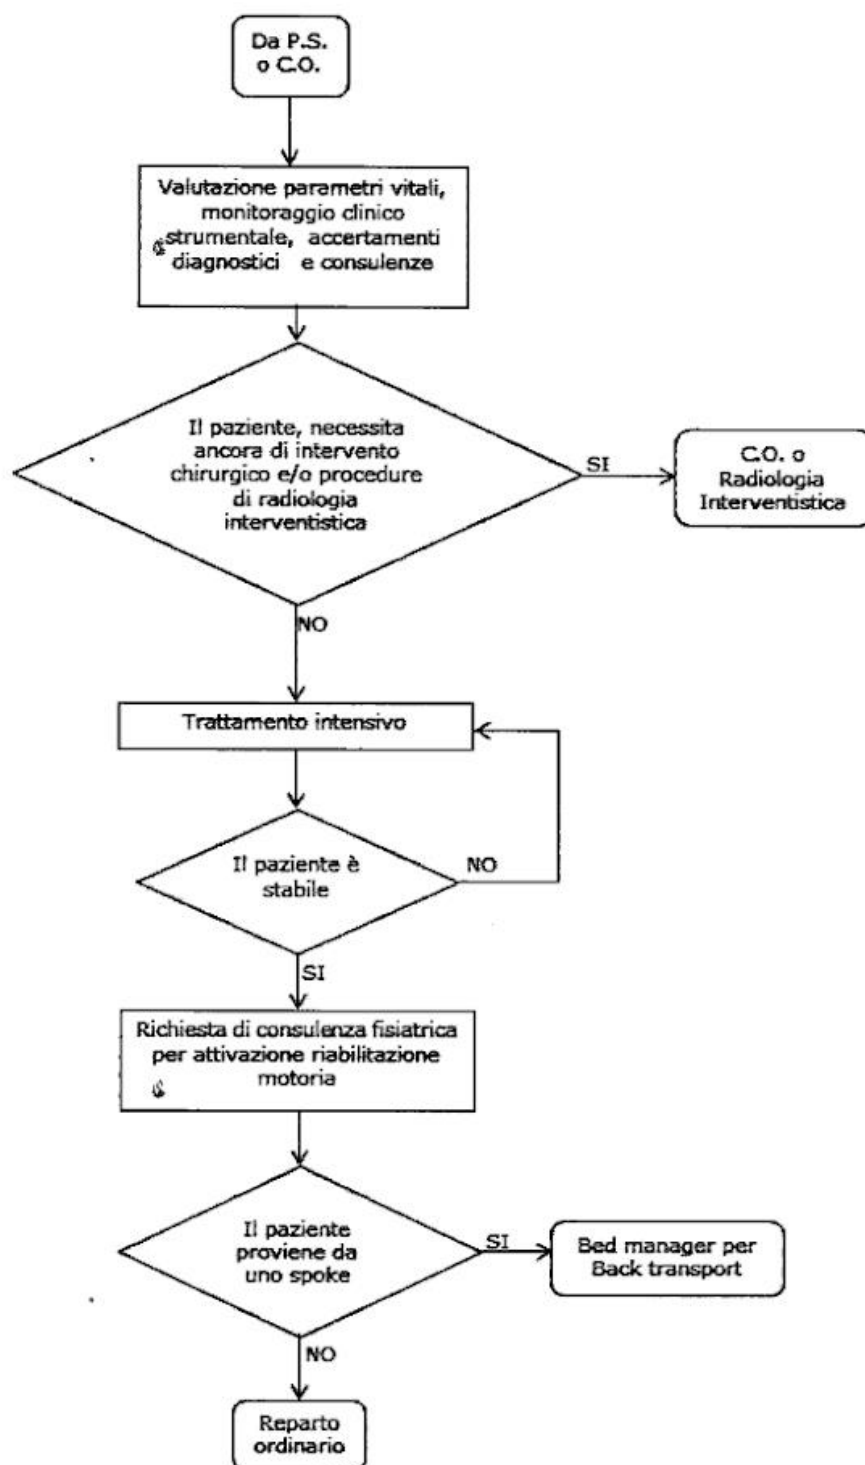 Da P.S.
o C.O.
Valutazione parametri vitali,
monitoraggio clinico
strumentale, accertamenti
diagnostici e consulenze
Il paziente, necessita
ancora di intervento
chirurgico e/o procedure
di radiologia
interventistica
SI
C.O. o
Radiologia
Interventistica
NO
Trattamento intensivo
Il paziente è
stabile
NO
SI
Richiesta di consulenza fisiatrica
per attivazione riabilitazione
motoria
Il paziente
proviene da
uno spoke
SI
Bed manager per
Back transport
NO
Reparto
ordinario